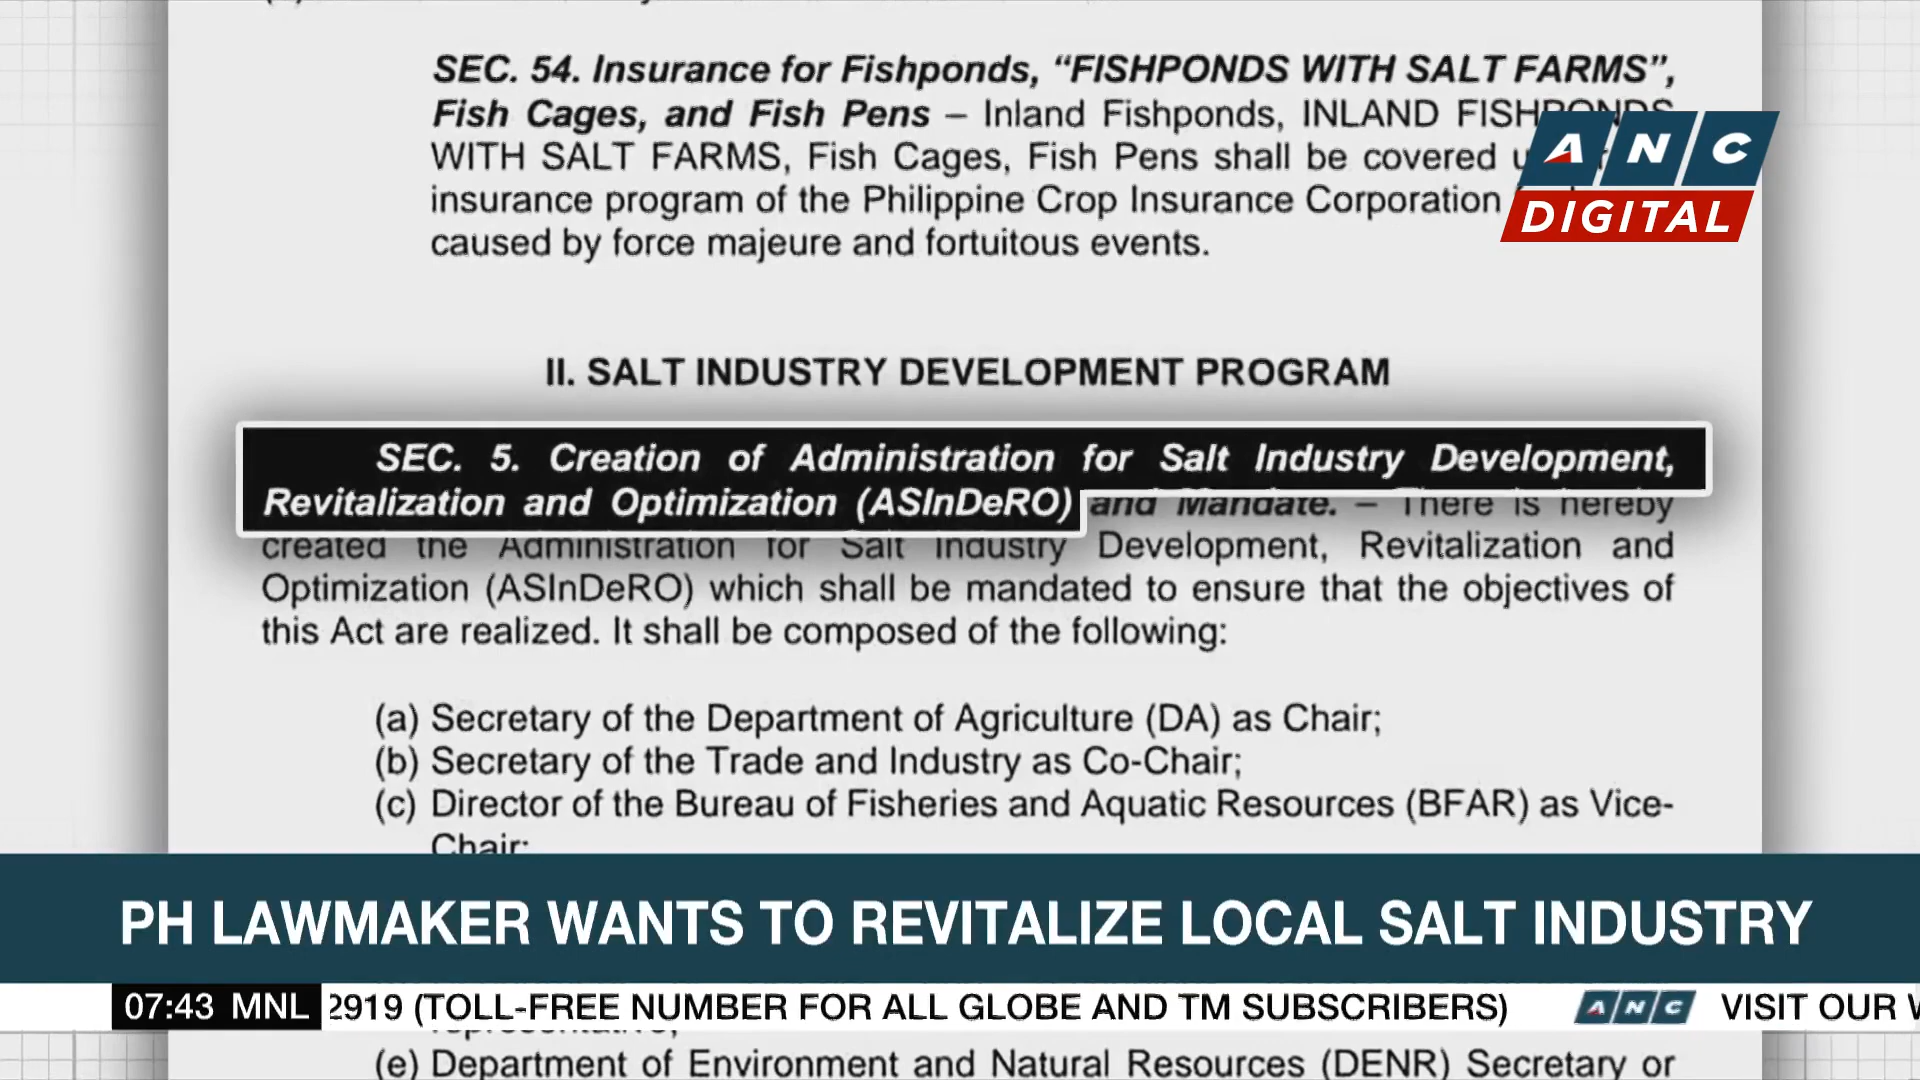 SEC. 54. Insurance for Fishponds, “FISHPONDS WITH SALT FARMS”,
Fish Cages, and Fish Pens – Inland Fishponds, INLAND FISHPONDS
WITH SALT FARMS, Fish Cages, Fish Pens shall be covered
insurance program of the Philippine Crop Insurance Corporation
caused by force majeure and fortuitous events.
ANC
DIGITAL
II. SALT INDUSTRY DEVELOPMENT PROGRAM
SEC. 5. Creation of Administration for Salt Industry Development,
Revitalization and Optimization (ASInDeRO) and Mandate. – There is hereby
created the Administration for Salt Industry Development, Revitalization and
Optimization (ASInDeRO) which shall be mandated to ensure that the objectives of
this Act are realized. It shall be composed of the following:
(a) Secretary of the Department of Agriculture (DA) as Chair;
(b) Secretary of the Trade and Industry as Co-Chair;
(c) Director of the Bureau of Fisheries and Aquatic Resources (BFAR) as Vice-
Chair;
PH LAWMAKER WANTS TO REVITALIZE LOCAL SALT INDUSTRY
07:43 MNL 2919 (TOLL-FREE NUMBER FOR ALL GLOBE AND TM SUBSCRIBERS) ANC VISIT OUR
representative;
(e) Department of Environment and Natural Resources (DENR) Secretary or